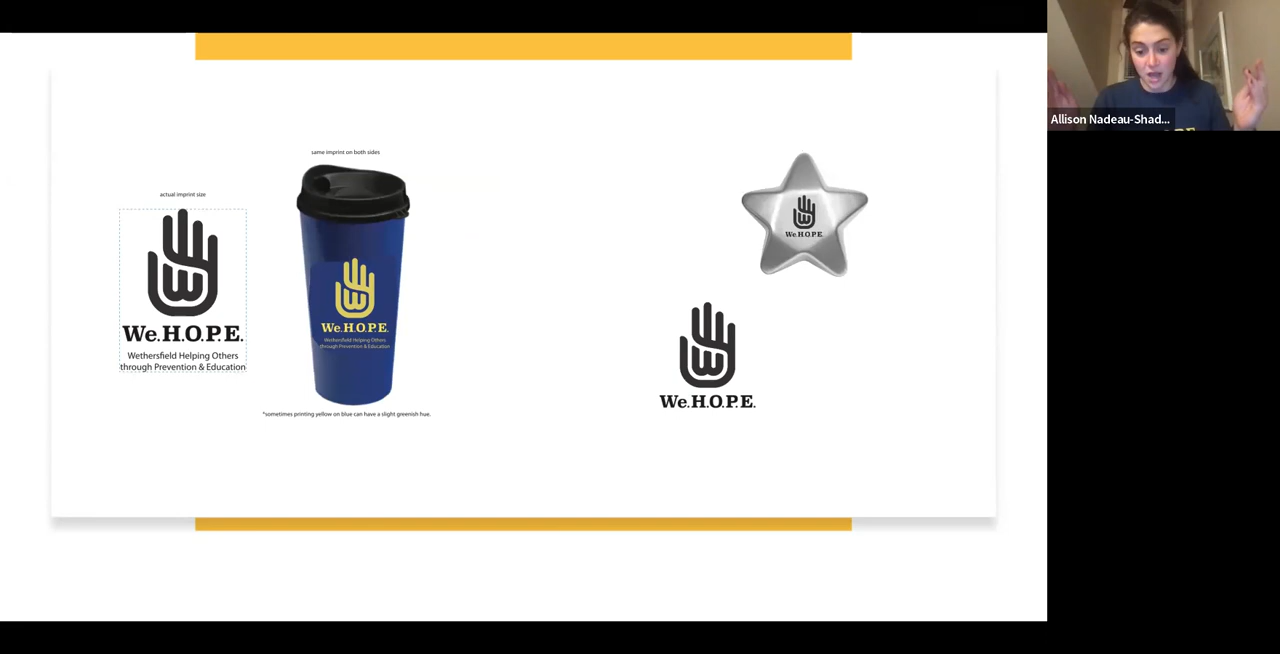 same imprint on both sides
actual imprint size
We.H.O.P.E.
Wethersfield Helping Others
through Prevention & Education
We.H.O.P.E.
Wethersfield Helping Others
through Prevention & Education
*sometimes printing yellow on blue can have a slight greenish hue.
We.H.O.P.E.
We.H.O.P.E.
Allison Nadeau-Shad...